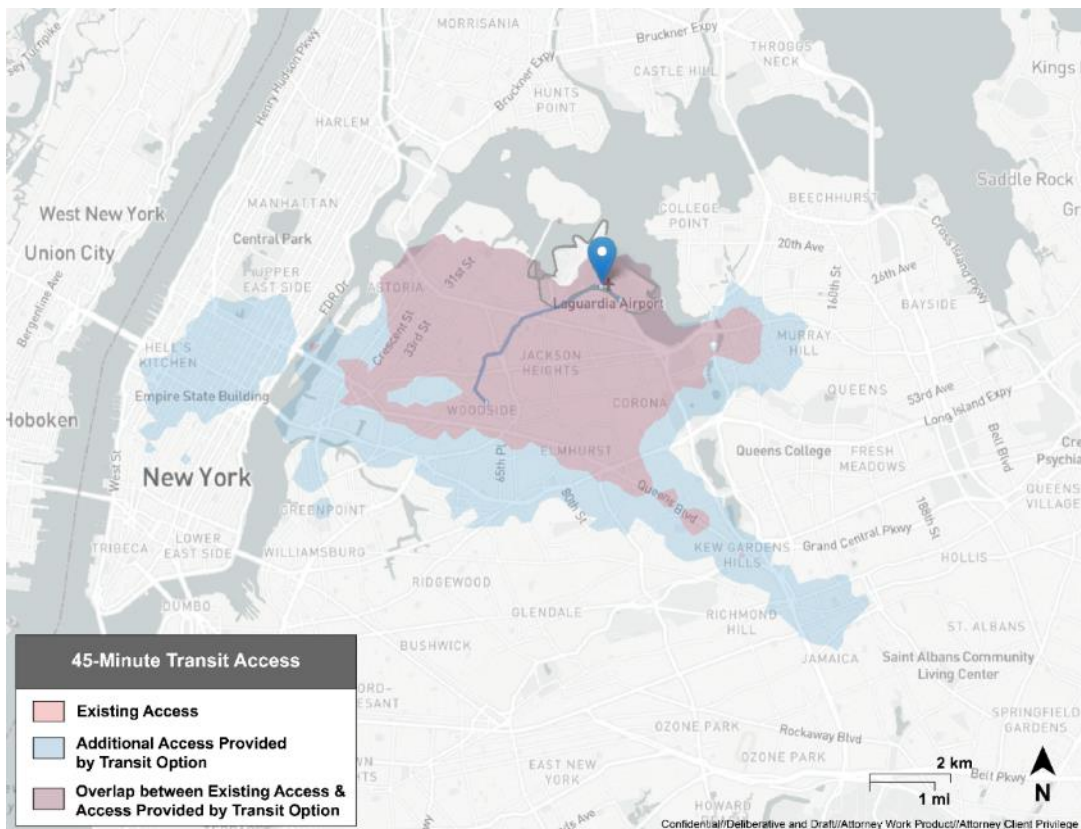 MORRISANIA
Bruckner Expy
THROGGS
NECK
Kings
Henry Hudson Pkwy
Bruckner Expy
CASTLE HILL
HUNTS
POINT
HARLEM
Saddle Rock
West New York
MANHATTAN
COLLEGE
POINT
BEECHHURST
Union City
Central Park
20th Ave
Cross Island Pkwy
26th Ave
UPPER
EAST SIDE
FDR Dr
ASTORIA
31st St
Laguardia Airport
160th St
BAYSIDE
Bergenline Ave
Crescent St
33rd St
MURRAY
HILL
HELL'S
KITCHEN
JACKSON
HEIGHTS
QUEENS
53rd Ave
Empire State Building
WOODSIDE
CORONA
Long Island Expy
Hoboken
West St
65th Pl
ELMHURST
Queens College
FRESH
MEADOWS
Bell Blvd
Psychia
New York
80th St
Queens Blvd
QUEENS
VILLAGE
GREENPOINT
188th St
TRIBECA
LOWER
EAST SIDE
WILLIAMSBURG
KEW GARDENS
HILLS
Grand Central Pkwy
HOLLIS
RIDGEWOOD
DUMBO
GLENDALE
RICHMOND
HILL
ST. ALBANS
BUSHWICK
JAMAICA
Saint Albans Community
Living Center
45-Minute Transit Access
Existing Access
Additional Access Provided
by Transit Option
Overlap between Existing Access &
Access Provided by Transit Option
OZONE PARK
Rockaway Blvd
SPRINGFIELD
GARDENS
EAST NEW
YORK
OZONE PARK
2 km
1 mi
Belt Pkwy
N
HOWARD
Confidential//Deliberative and Draft//Attorney Work Product//Attorney Client Privilege